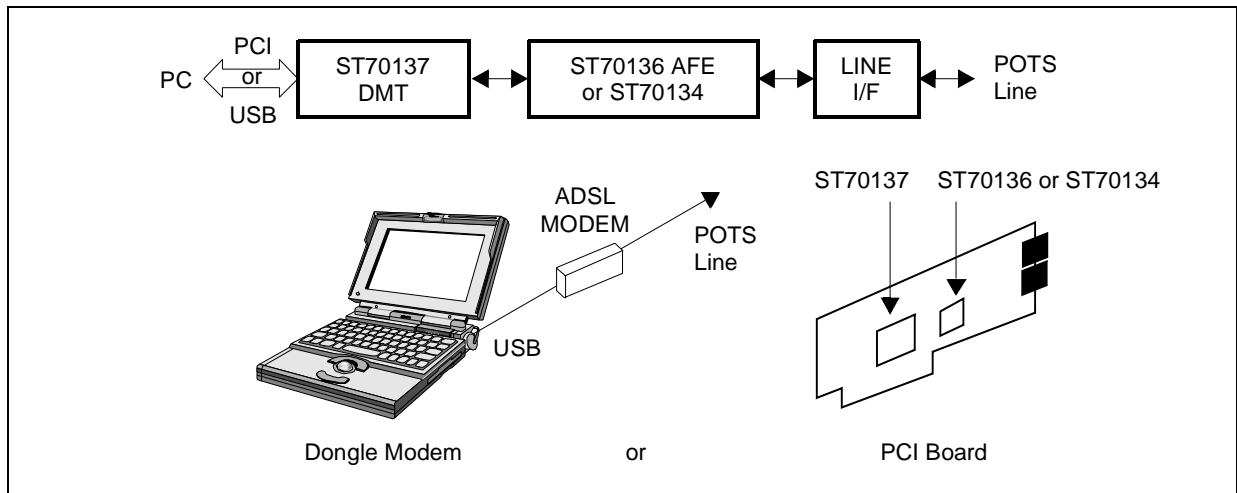 PCI
PC or
USB
ST70137
DMT
ST70136 AFE
or ST70134
LINE
I/F
POTS
Line
ADSL
MODEM
POTS
Line
USB
ST70137 ST70136 or ST70134
Dongle Modem or PCI Board